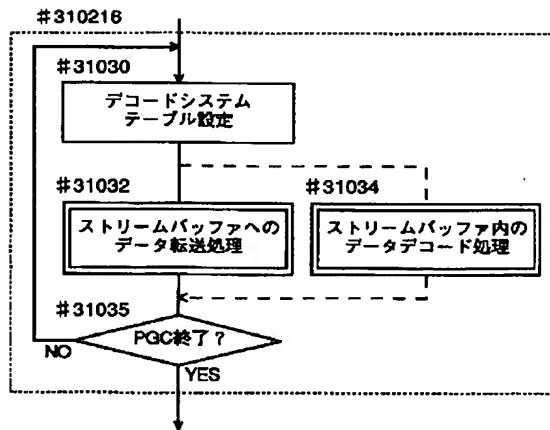 #310216
#31030
デコードシステム
テーブル設定
#31032
#31034
ストリームバッファへの
データ転送処理
ストリームバッファ内の
データデコード処理
#31035
PGC終了?
NO
YES